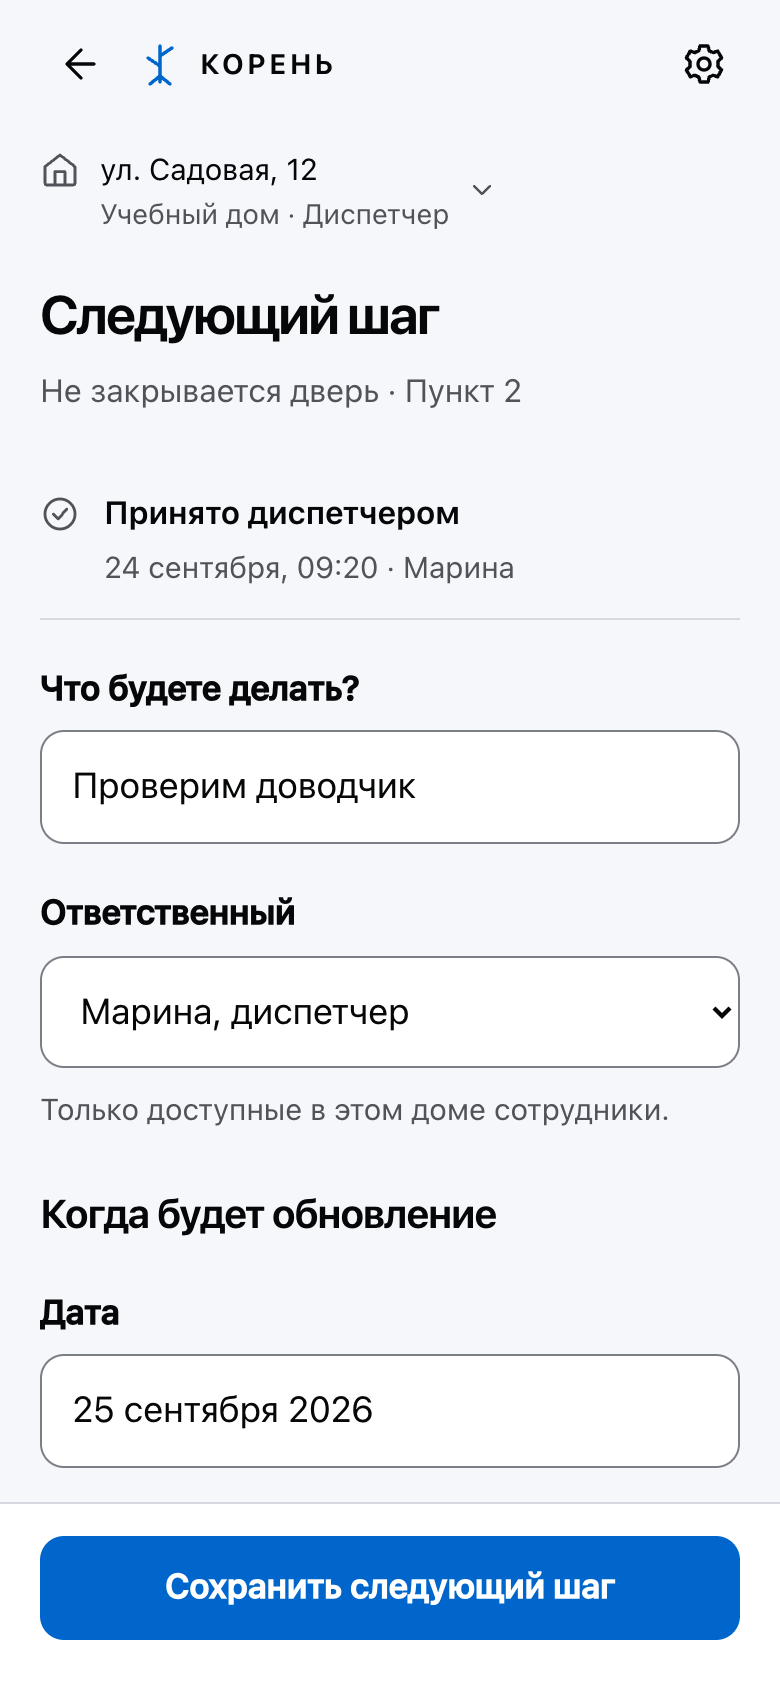 КОРЕНЬ
ул. Садовая, 12
Учебный дом · Диспетчер
Следующий шаг
Не закрывается дверь · Пункт 2
Принято диспетчером
24 сентября, 09:20 · Марина
Что будете делать?
Проверим доводчик
Ответственный
Марина, диспетчер
Только доступные в этом доме сотрудники.
Когда будет обновление
Дата
25 сентября 2026
Сохранить следующий шаг